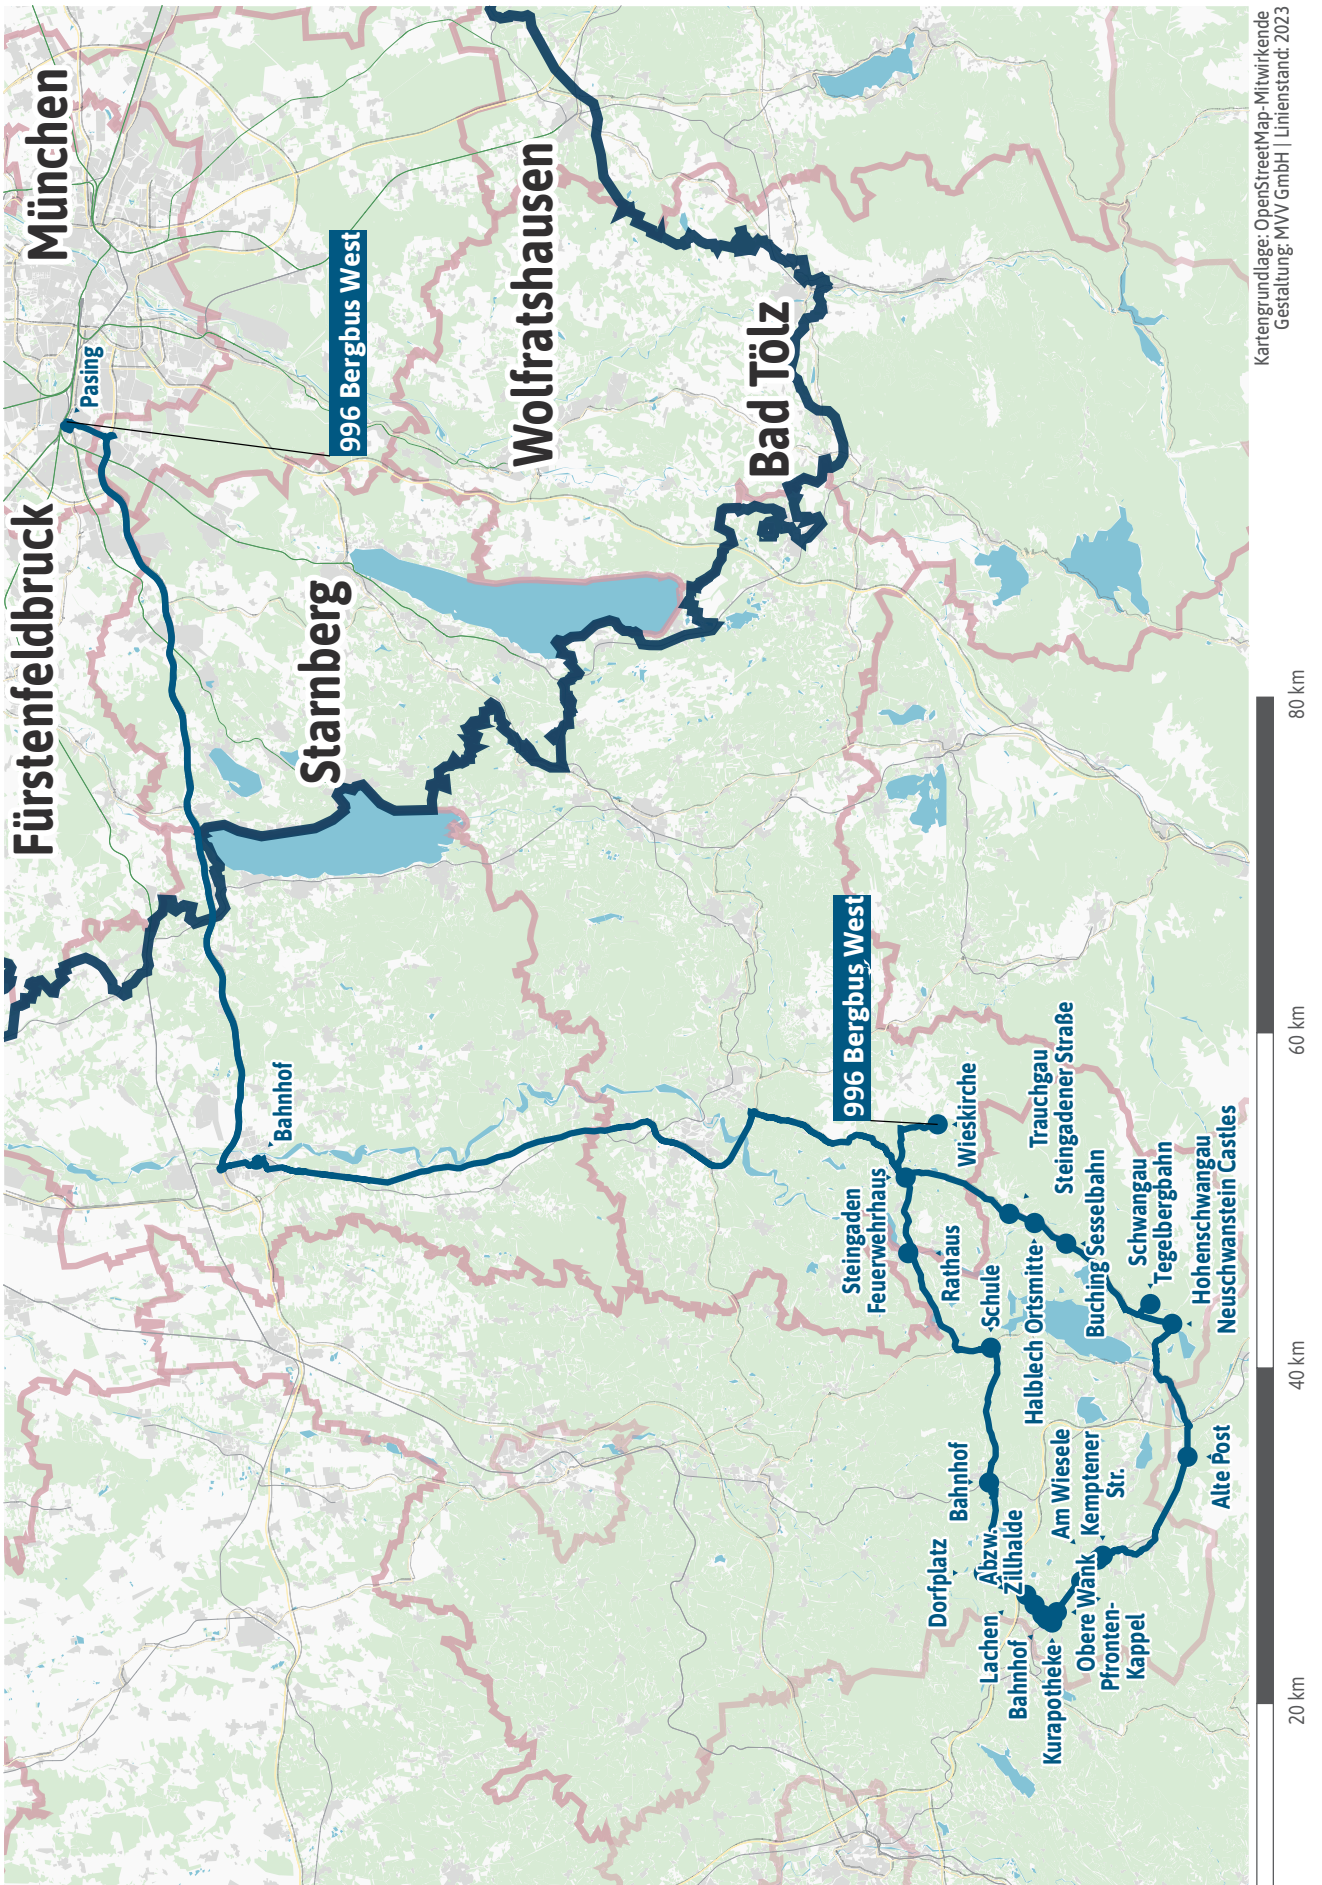 München
Pasing
996 Bergbus West
Fürstenfeldbruck
Wolfratshausen
Starnberg
Bad Tölz
Bahnhof
996 Bergbus West
Wieskirche
Steingaden
Feuerwehrhaus
Trauchgau
Steingadener Straße
Rathaus
Schule
Halblech Ortsmitte
Buching Sesselbahn
Schwangau
Tegelbergbahn
Hohenschwangau
Neuschwanstein Castles
Bahnhof
Dorfplatz
Abzw.
Zillhalde
Am Wiesele
Kemptener
Str.
Alte Post
Lachen
Bahnhof
Kurapotheke
Obere Wank
Pfronten-
Kappel
20 km
40 km
60 km
80 km
Kartengrundlage: OpenStreetMap-Mitwirkende
Gestaltung: MVV GmbH | Linienstand: 2023